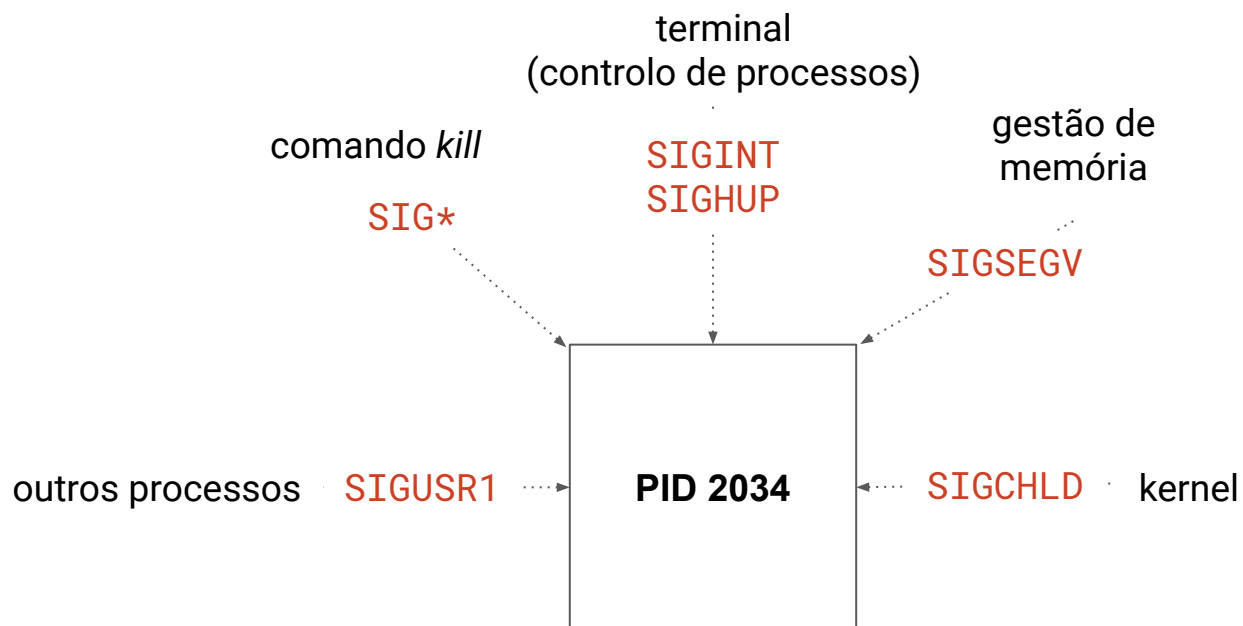 terminal
(controlo de processos)
comando kill
SIGINT
SIGHUP
gestão de
memória
SIG*
SIGSEGV
outros processos
SIGUSR1
PID 2034
SIGCHLD
kernel